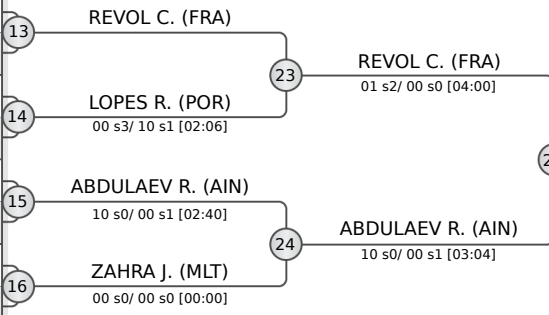 REVOL C. (FRA)
13
23
REVOL C. (FRA)
01 s2/ 00 s0 [04:00]
LOPES R. (POR)
14
00 s3/ 10 s1 [02:06]
ABDULAEV R. (AIN)
15
10 s0/ 00 s1 [02:40]
24
ABDULAEV R. (AIN)
10 s0/ 00 s1 [03:04]
ZAHRA J. (MLT)
16
00 s0/ 00 s0 [00:00]